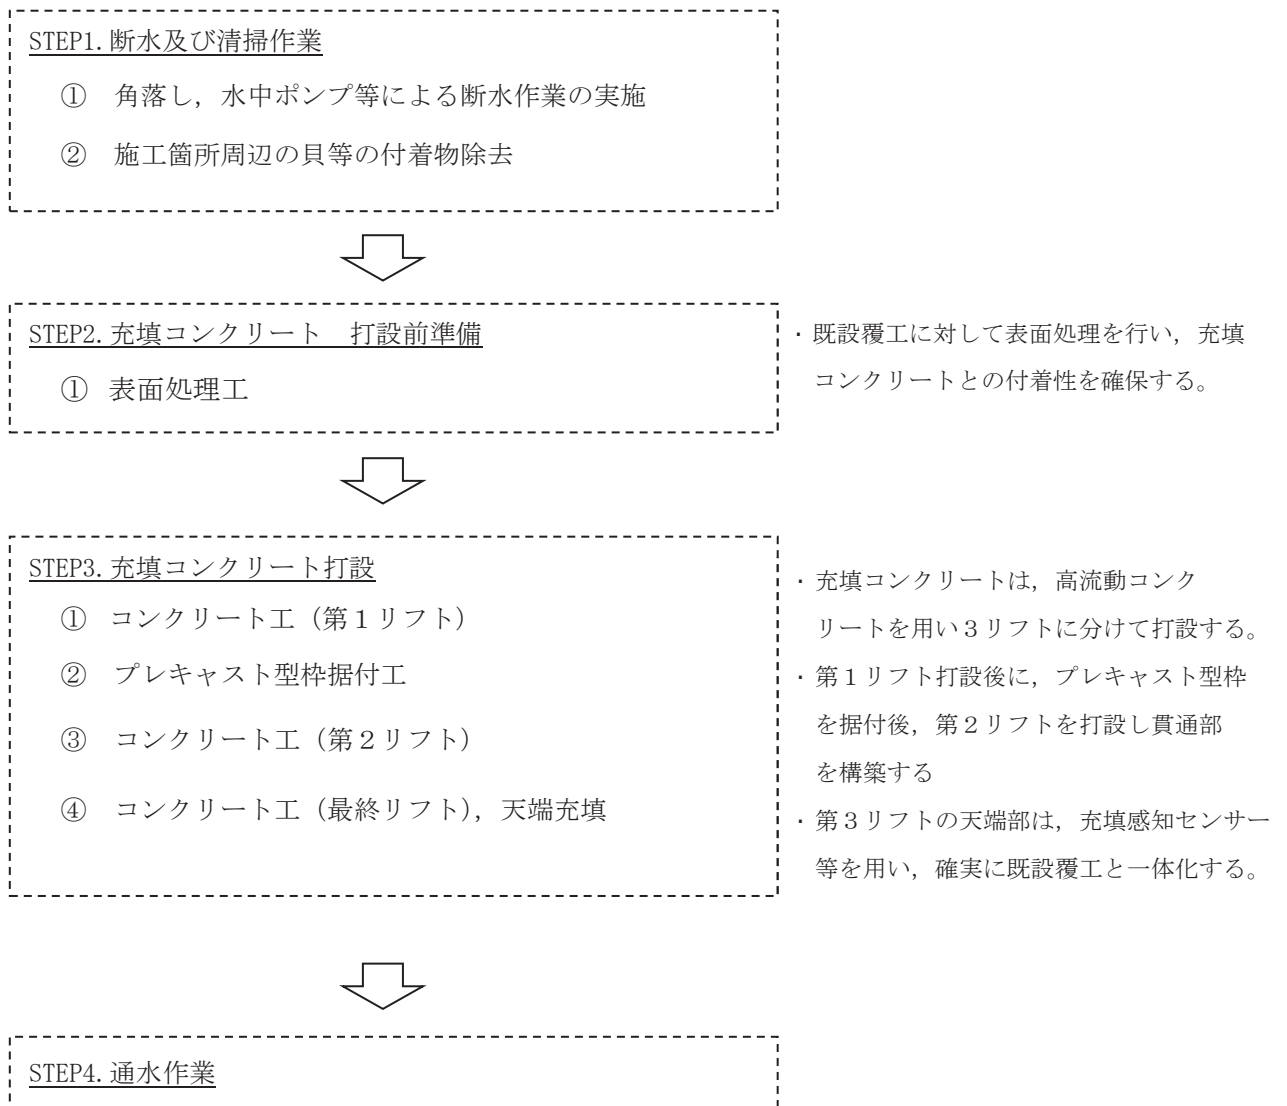 STEP1.断水及び清掃作業
① 角落し，水中ポンプ等による断水作業の実施
② 施工箇所周辺の貝等の付着物除去
STEP2.充填コンクリート　打設前準備
① 表面処理工
・既設覆工に対して表面処理を行い，充填
コンクリートとの付着性を確保する。
STEP3.充填コンクリート打設
① コンクリート工（第１リフト）
② プレキャスト型枠据付工
③ コンクリート工（第２リフト）
④ コンクリート工（最終リフト），天端充填
・充填コンクリートは，高流動コンク
リートを用い３リフトに分けて打設する。
・第１リフト打設後に，プレキャスト型枠
を据付後，第２リフトを打設し貫通部
を構築する
・第３リフトの天端部は，充填感知センサー
等を用い，確実に既設覆工と一体化する。
STEP4.通水作業